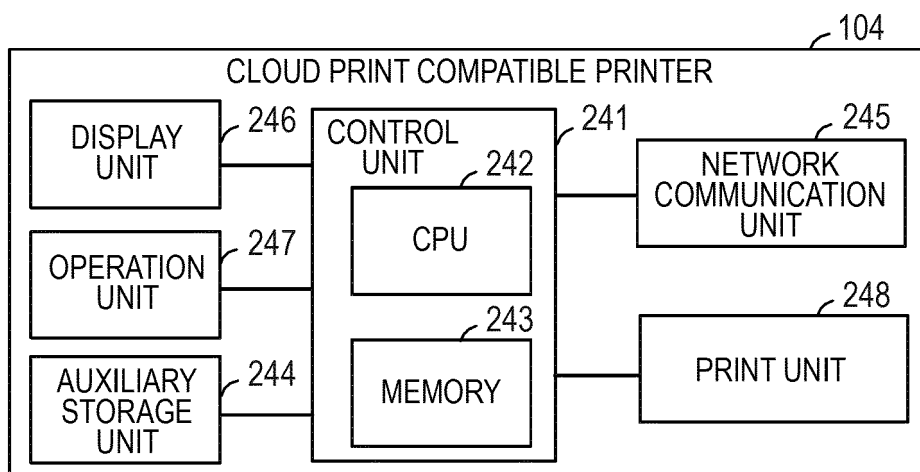 104
CLOUD PRINT COMPATIBLE PRINTER
DISPLAY
UNIT
246
CONTROL
UNIT
241
242
CPU
245
NETWORK
COMMUNICATION
UNIT
OPERATION
UNIT
247
243
MEMORY
248
PRINT UNIT
AUXILIARY
STORAGE
UNIT
244